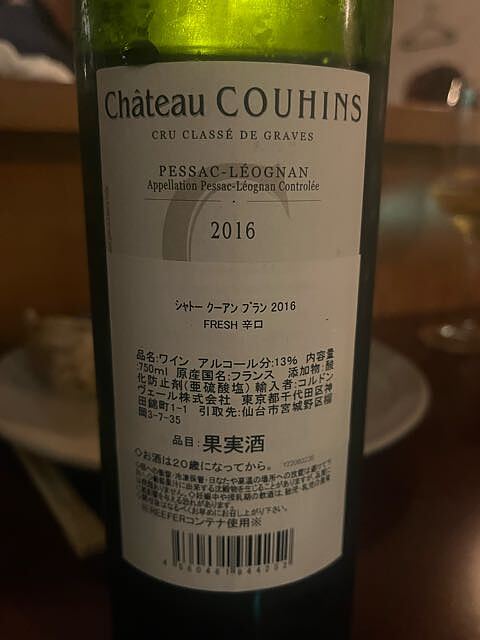 Château COUHINS
CRU CLASSÉ DE GRAVES
PESSAC-LÉOGNAN
Appellation Pessac-Léognan Controlée
2016
シャトー クーアン ブラン 2016
FRESH 辛口
品名:ワイン アルコール分:13% 内容量
:750ml 原産国名:フランス 添加物:酸
化防止剤(亜硫酸塩) 輸入者:コルドン
ヴェール株式会社 東京都千代田区神
田錦町1-1 引取先:仙台市宮城野区榴
岡3-7-35
品目:果実酒
◇お酒は20歳になってから。
※REEFERコンテナ使用※